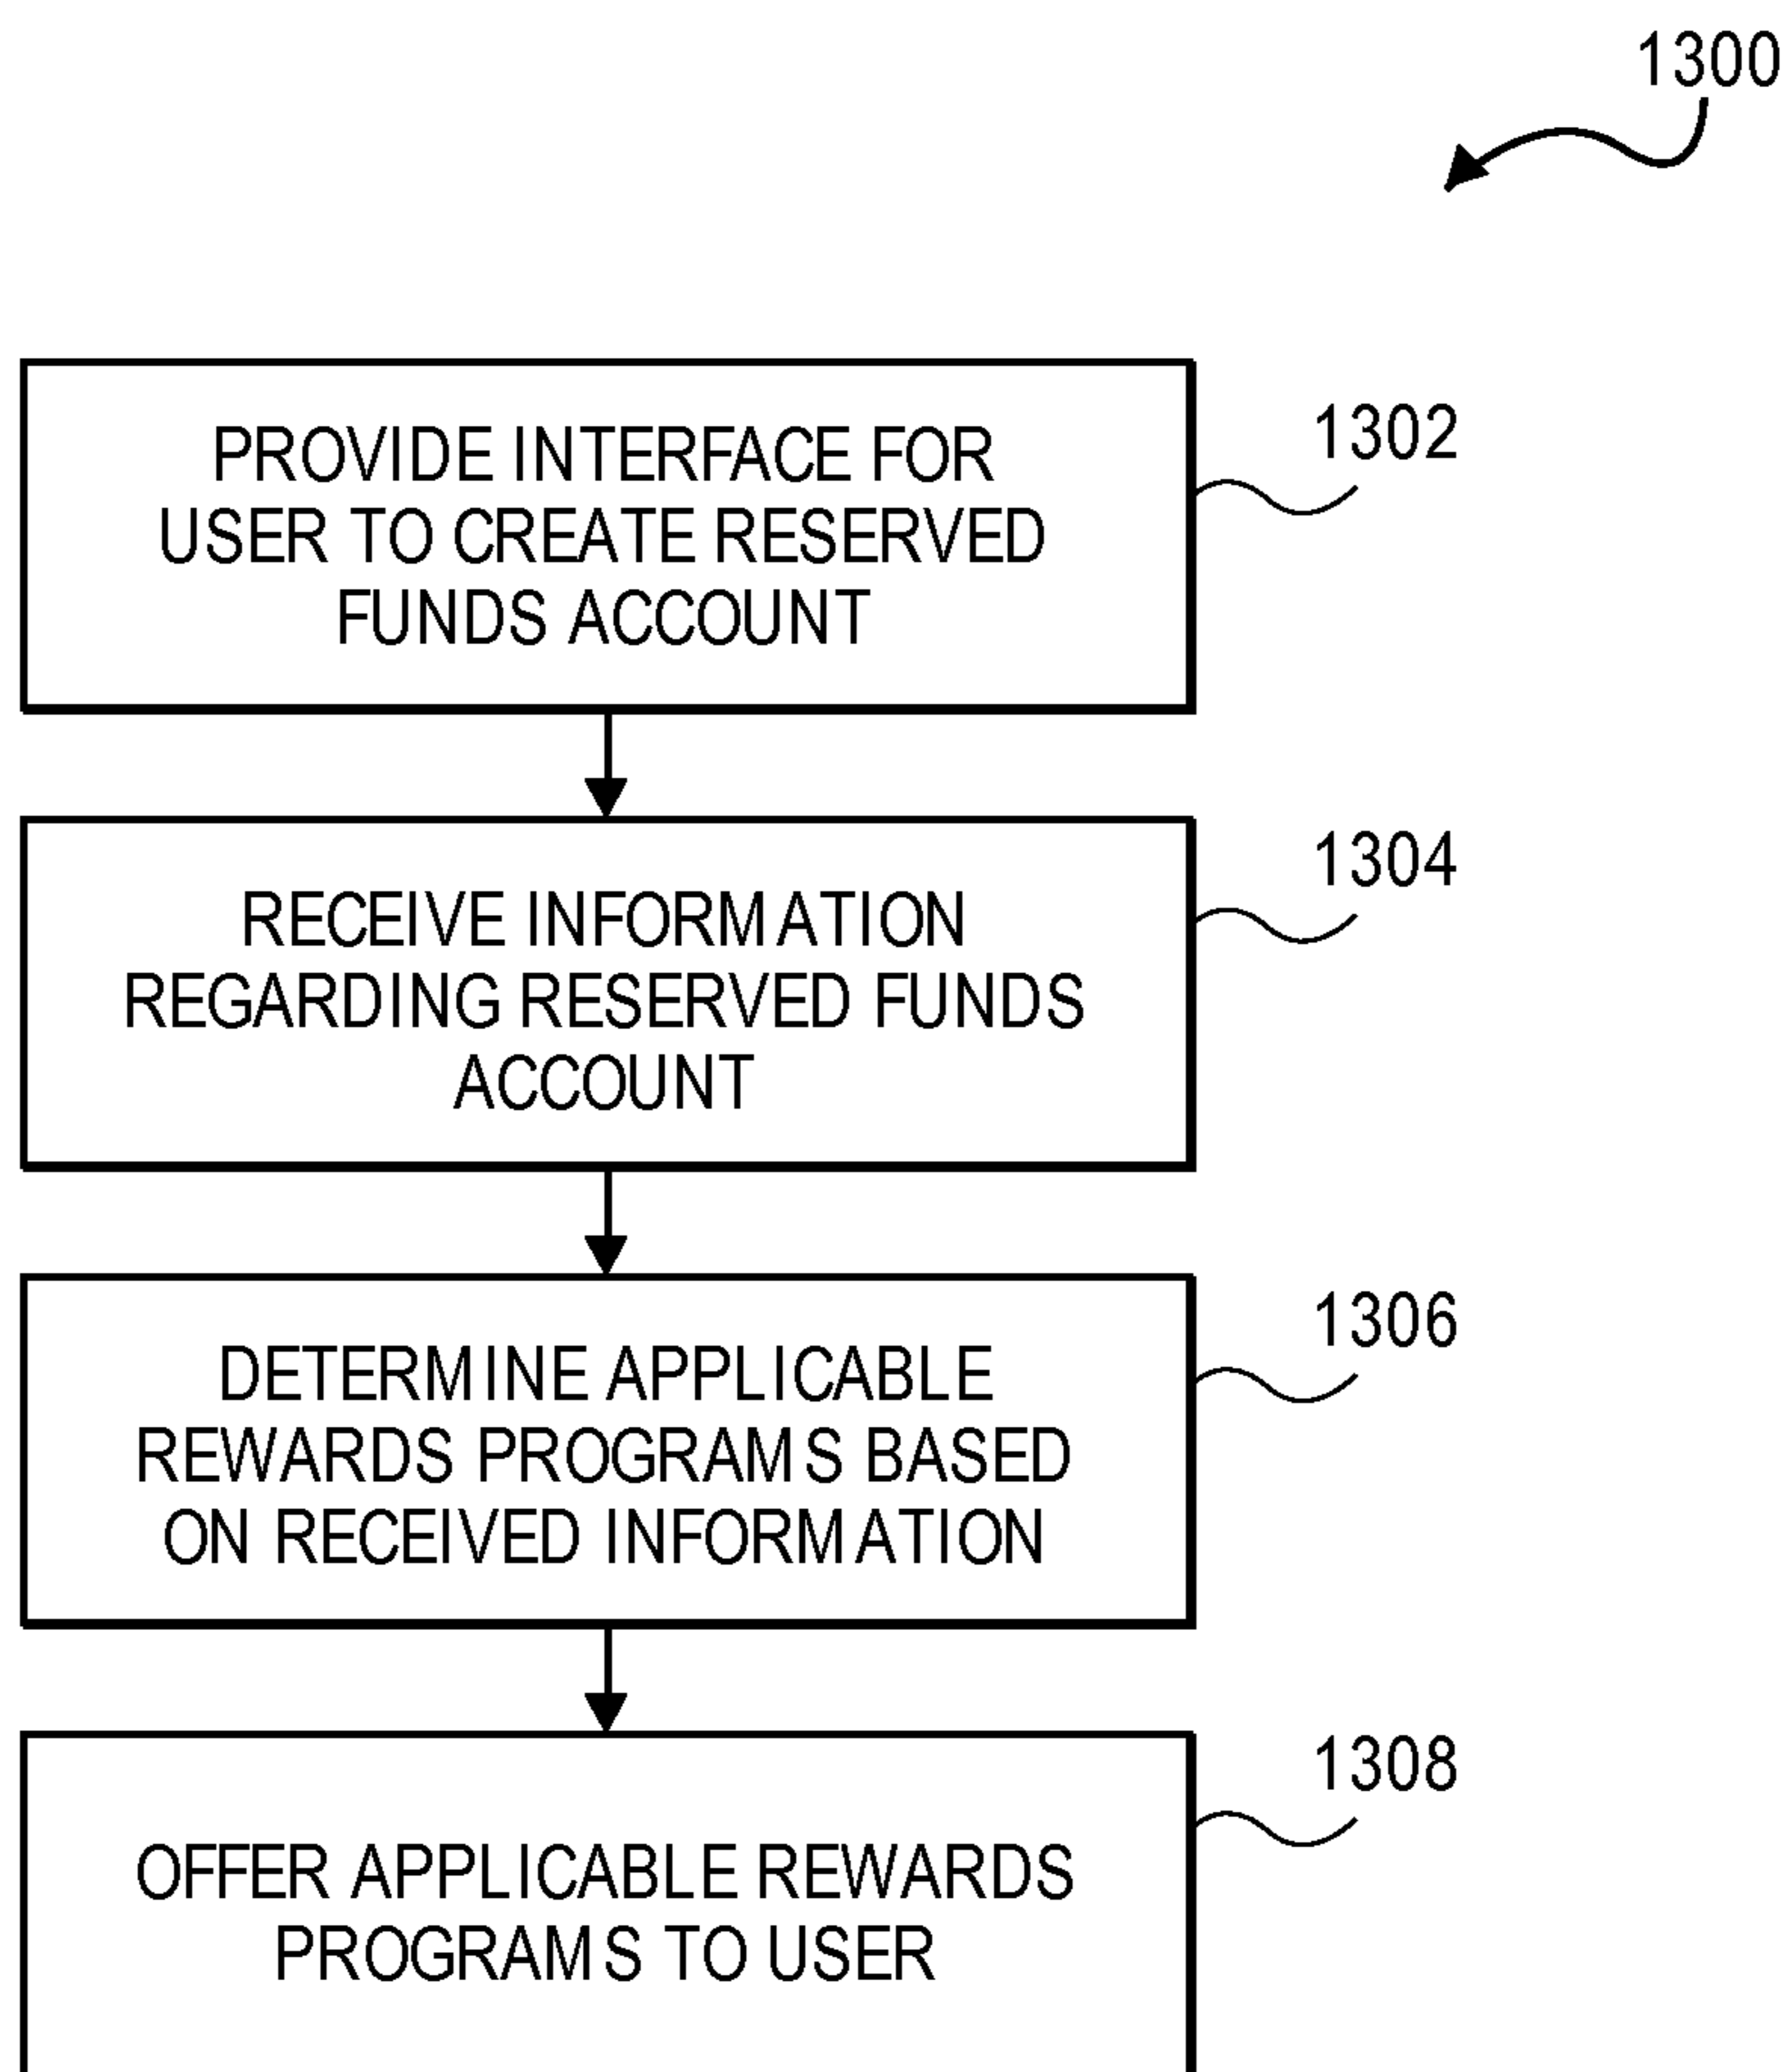 1300
PROVIDE INTERFACE FOR
USER TO CREATE RESERVED
FUNDS ACCOUNT
1302
RECEIVE INFORMATION
REGARDING RESERVED FUNDS
ACCOUNT
1304
DETERMINE APPLICABLE
REWARDS PROGRAMS BASED
ON RECEIVED INFORMATION
1306
OFFER APPLICABLE REWARDS
PROGRAMS TO USER
1308